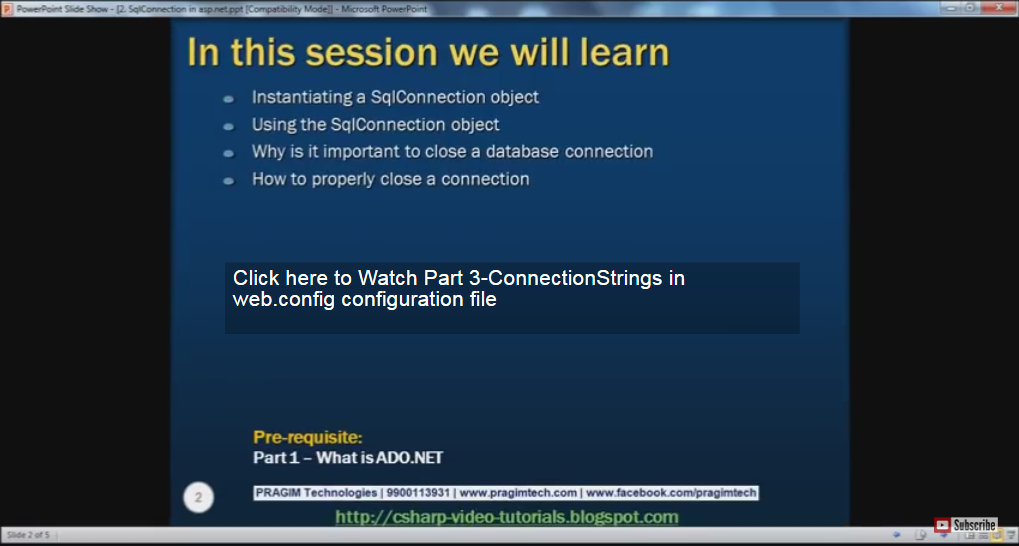 PowerPoint Slide Show - [2. SqlConnection in asp.net.ppt [Compatibility Mode]] - Microsoft PowerPoint
In this session we will learn
Instantiating a SqlConnection object
Using the SqlConnection object
Why is it important to close a database connection
How to properly close a connection
Click here to Watch Part 3-ConnectionStrings in
web.config configuration file
Pre-requisite:
Part 1 – What is ADO.NET
2
PRAGIM Technologies | 9900113931 | www.pragimtech.com | www.facebook.com/pragimtech
http://csharp-video-tutorials.blogspot.com
Subscribe
Slide 2 of 5